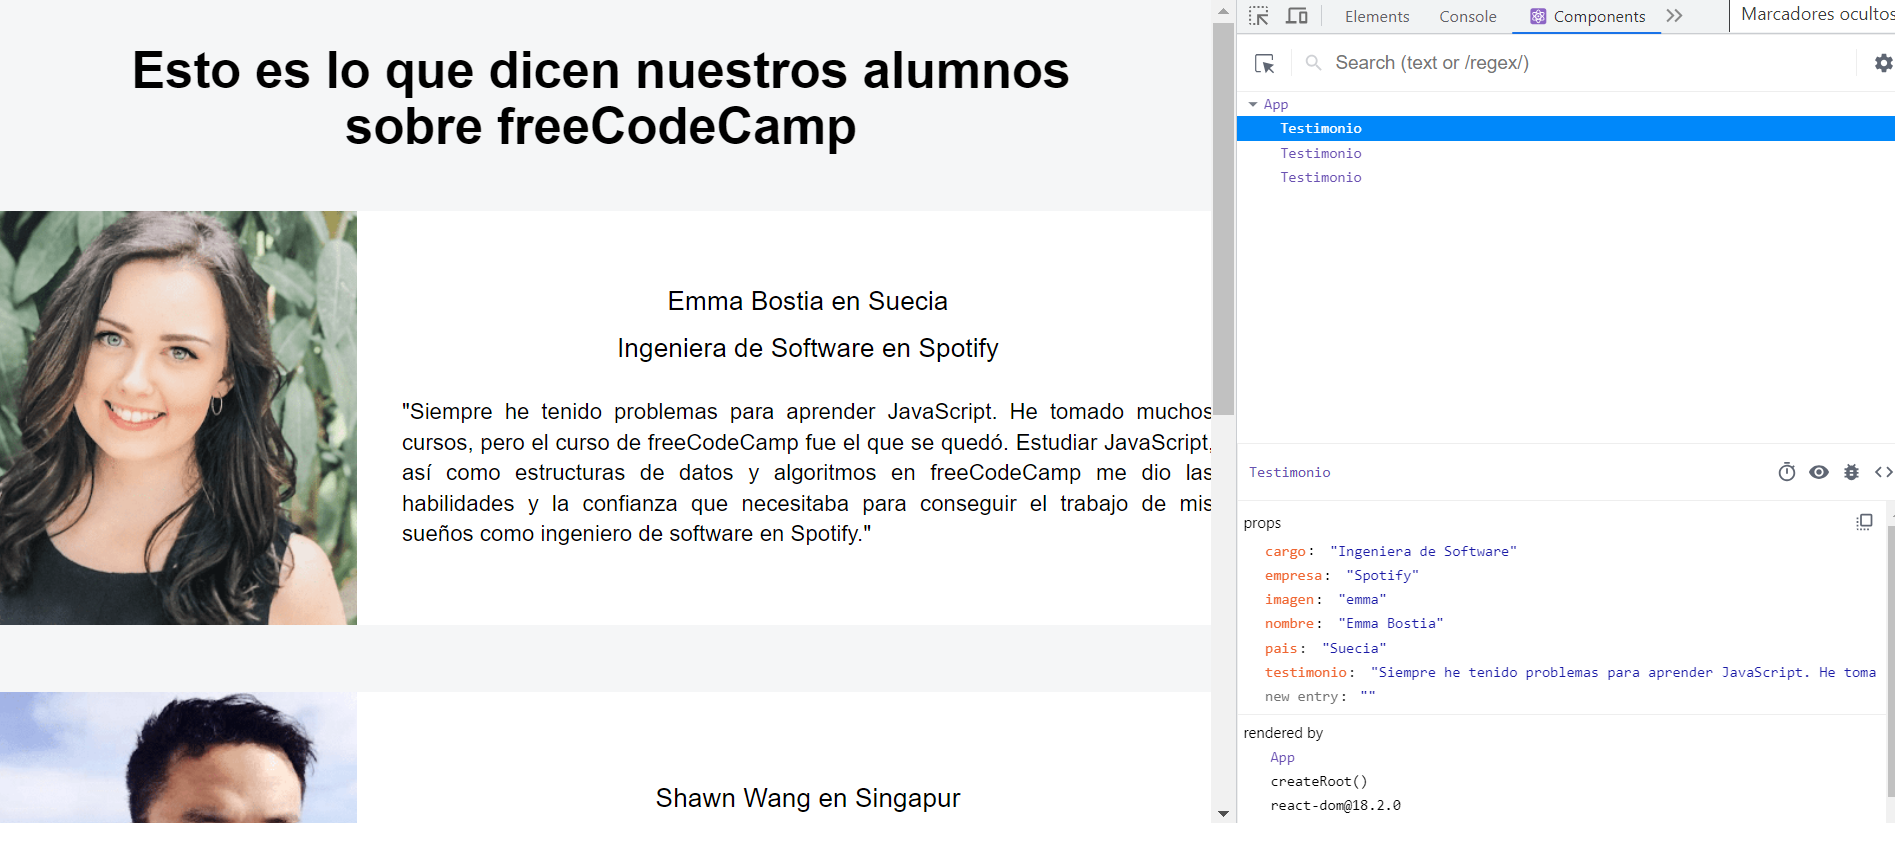 Esto es lo que dicen nuestros alumnos
sobre freeCodeCamp
Emma Bostia en Suecia
Ingeniera de Software en Spotify
"Siempre he tenido problemas para aprender JavaScript. He tomado muchos
cursos, pero el curso de freeCodeCamp fue el que se quedó. Estudiar JavaScript,
así como estructuras de datos y algoritmos en freeCodeCamp me dio las
habilidades y la confianza que necesitaba para conseguir el trabajo de mis
sueños como ingeniero de software en Spotify."
Shawn Wang en Singapur
Elements Console Components Marcadores ocultos
Search (text or /regex/)
App
Testimonio
Testimonio
Testimonio
Testimonio
props
cargo: "Ingeniera de Software"
empresa: "Spotify"
imagen: "emma"
nombre: "Emma Bostia"
pais: "Suecia"
testimonio: "Siempre he tenido problemas para aprender JavaScript. He toma
new entry: ""
rendered by
App
createRoot()
react-dom@18.2.0